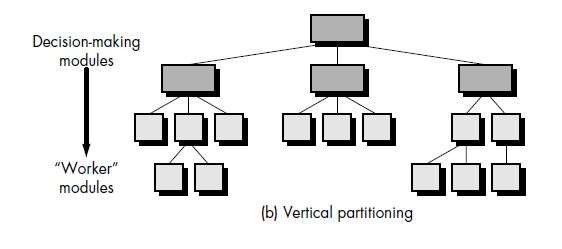 Decision-making
modules
“Worker”
modules
(b) Vertical partitioning